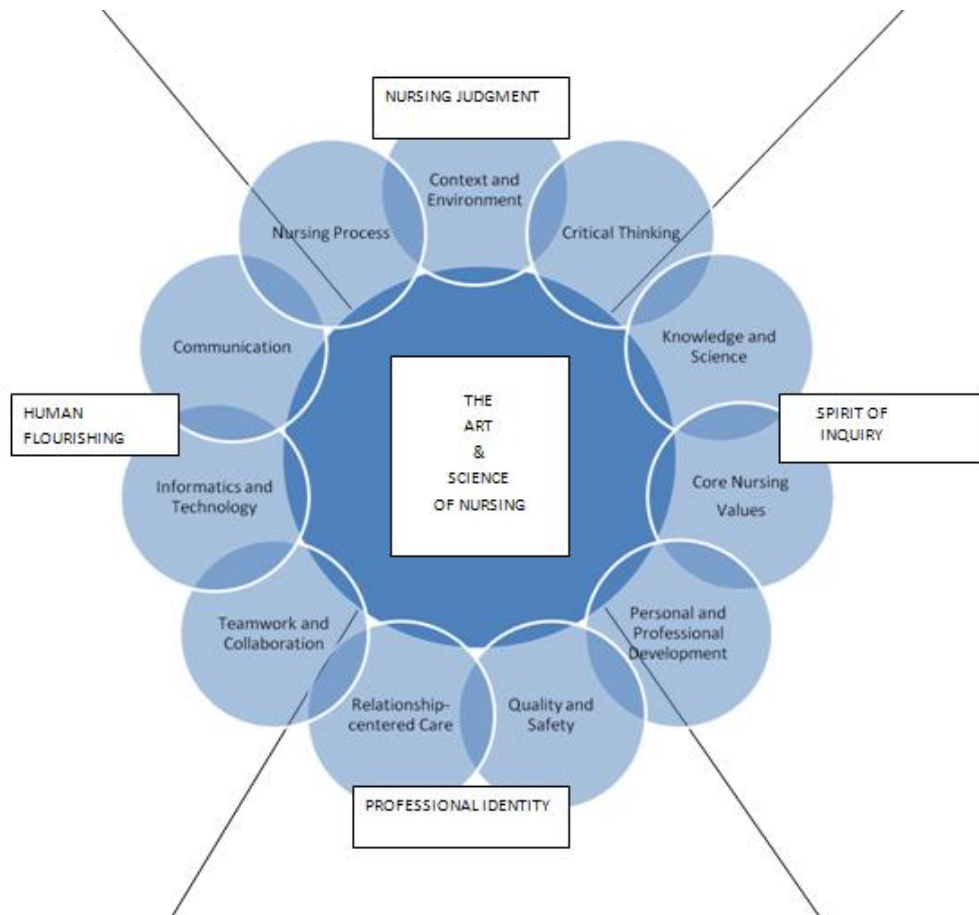 NURSING JUDGMENT
Context and
Environment
Nursing Process
Critical Thinking
Communication
Knowledge and
Science
HUMAN
FLOURISHING
THE
ART
&
SCIENCE
OF NURSING
SPIRIT OF
INQUIRY
Informatics and
Technology
Core Nursing
Values
Teamwork and
Collaboration
Personal and
Professional
Development
Relationship-
centered Care
Quality and
Safety
PROFESSIONAL IDENTITY